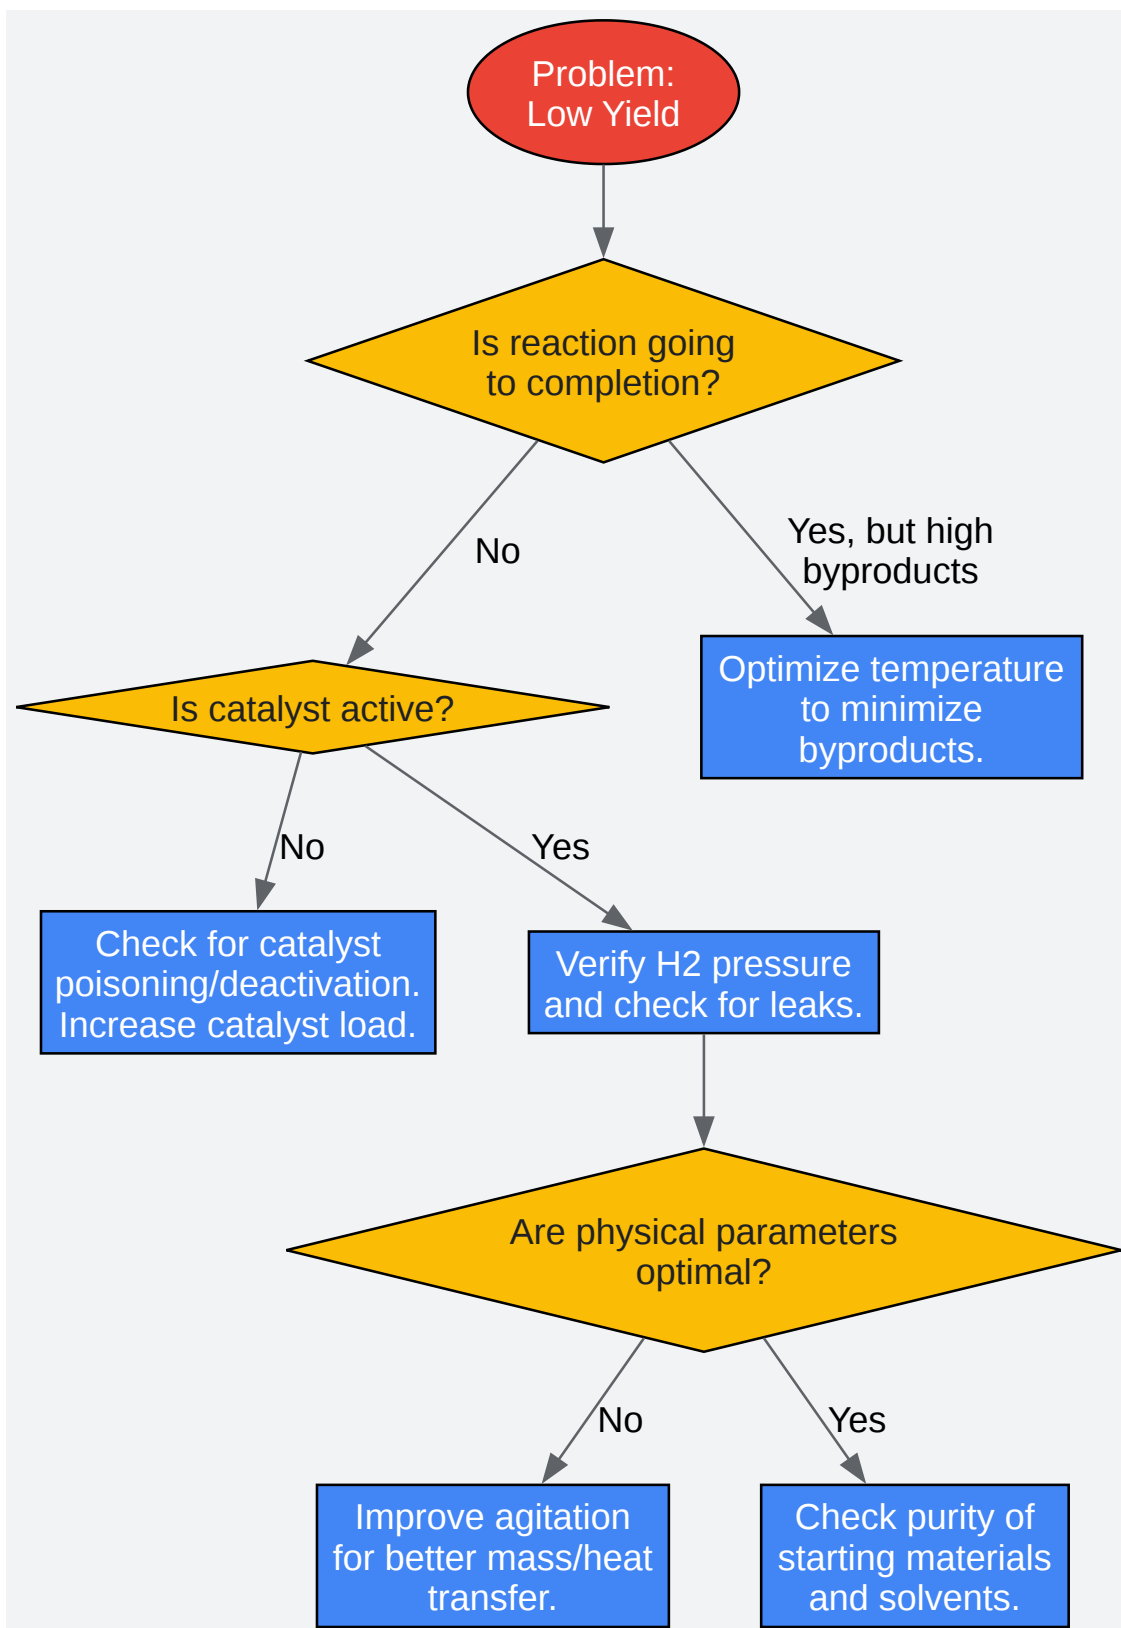 Problem:
Low Yield
Is reaction going
to completion?
No
Yes, but high
byproducts
Is catalyst active?
Optimize temperature
to minimize
byproducts.
No
Yes
Check for catalyst
poisoning/deactivation.
Increase catalyst load.
Verify H2 pressure
and check for leaks.
Are physical parameters
optimal?
No
Yes
Improve agitation
for better mass/heat
transfer.
Check purity of
starting materials
and solvents.